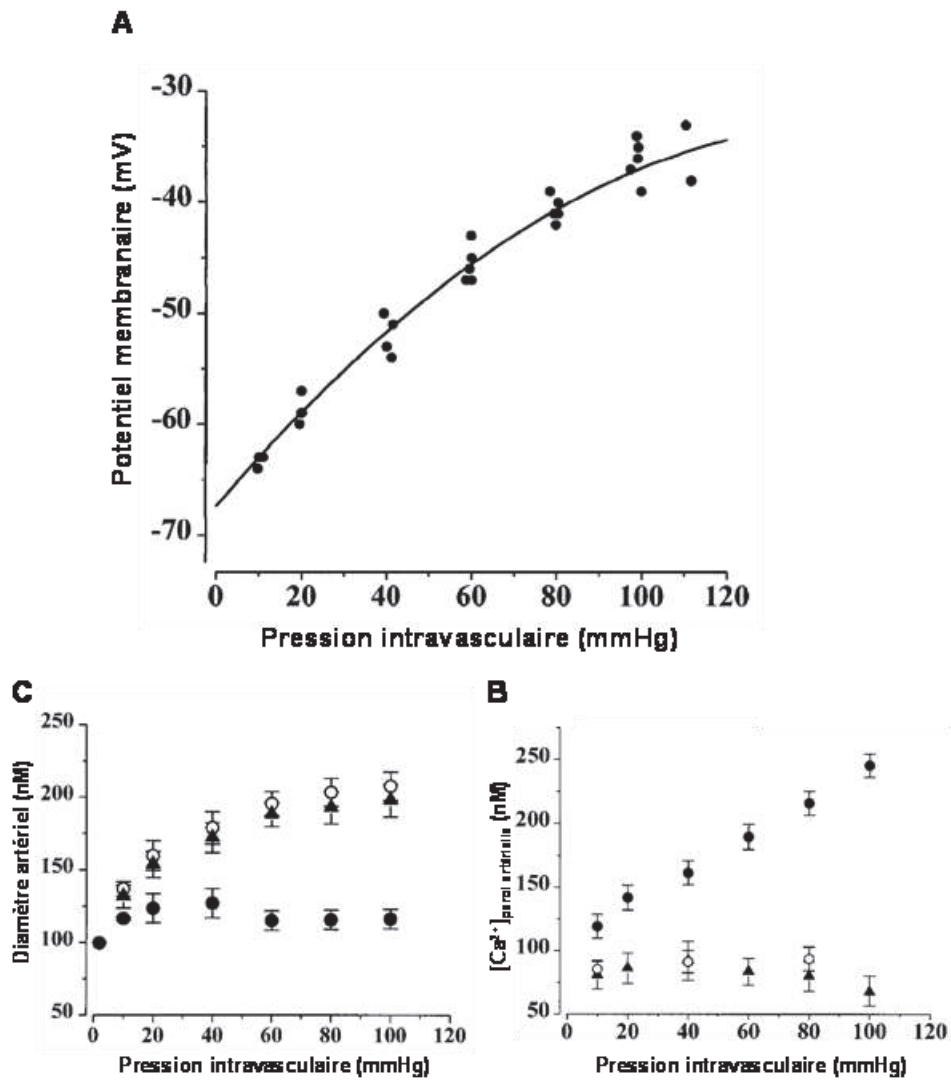 A
-30
-40
-50
-60
-70
Potentiel membranaire (mV)
0 20 40 60 80 100 120
Pression intravasculaire (mmHg)
C
250
200
150
100
50
Diamètre artériel (nM)
0 20 40 60 80 100 120
Pression intravasculaire (mmHg)
B
250
200
150
100
50
[Ca²⁺]paroi artérielle (nM)
0 20 40 60 80 100 120
Pression intravasculaire (mmHg)